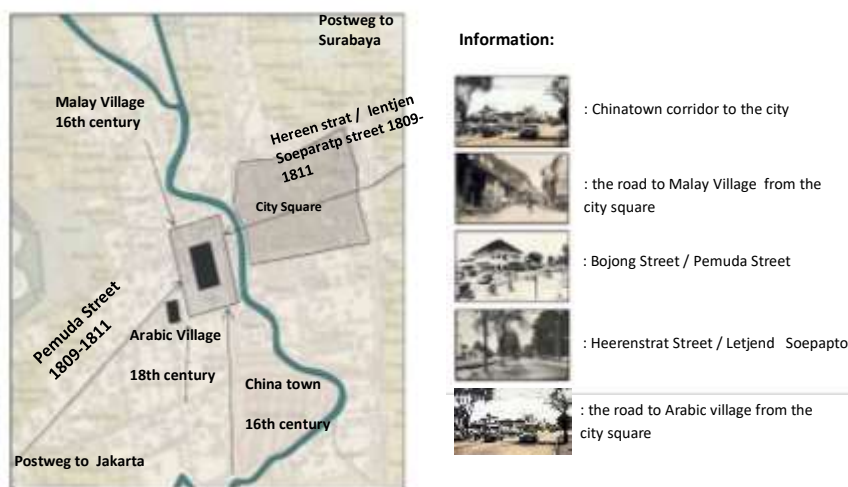 Postweg to
Surabaya
Malay Village
16th century
Hereen strat / lentjen
Soeparatp street 1809-
1811
City Square
Pemuda Street
1809-1811
Arabic Village
18th century
China town
16th century
Postweg to Jakarta
Information:
: Chinatown corridor to the city
: the road to Malay Village from the
city square
: Bojong Street / Pemuda Street
: Heerenstrat Street / Letjend Soepapto
: the road to Arabic village from the
city square